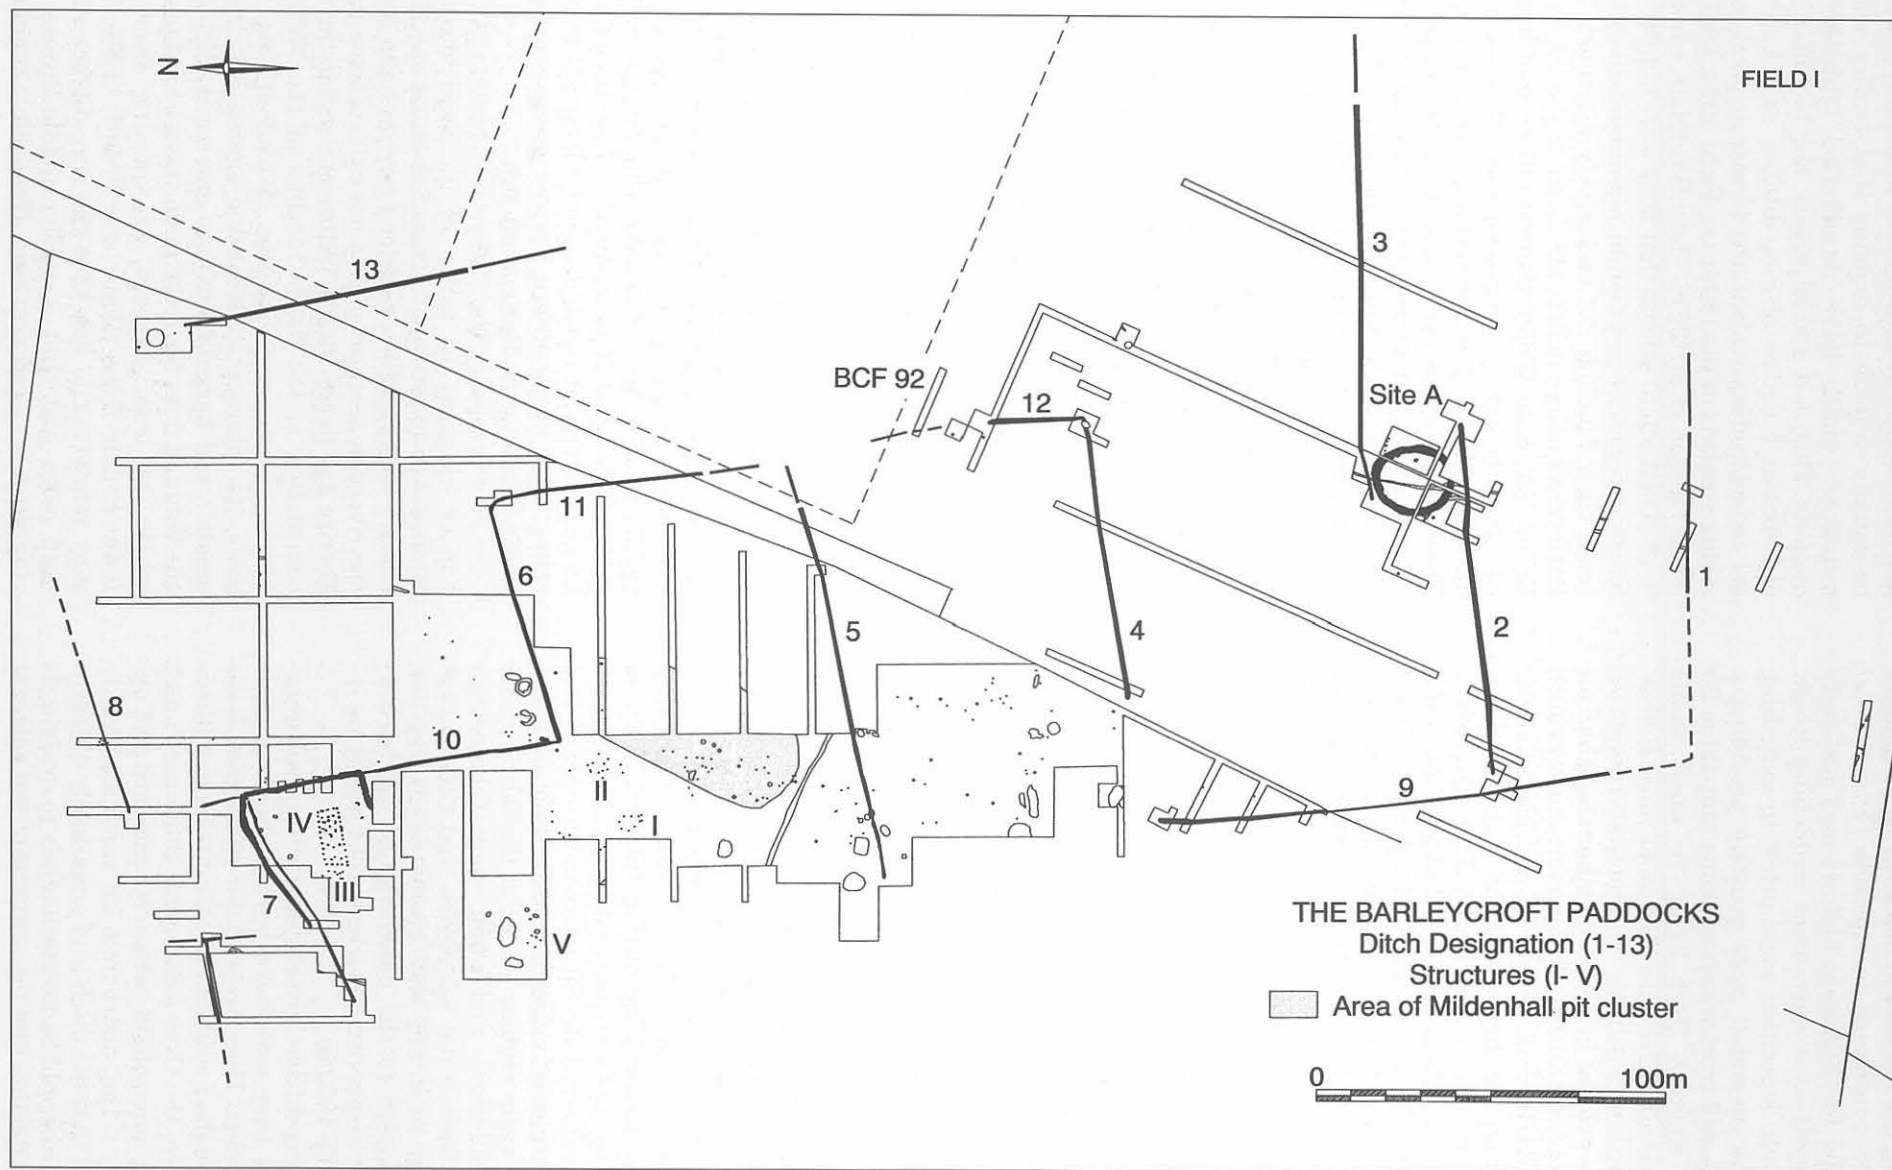 N
FIELD I
13
3
BCF 92
12
Site A
11
6
5
4
2
1
8
10
9
II
I
IV
III
7
V
THE BARLEYCROFT PADDOCKS
Ditch Designation (1-13)
Structures (I- V)
Area of Mildenhall pit cluster
0 100m